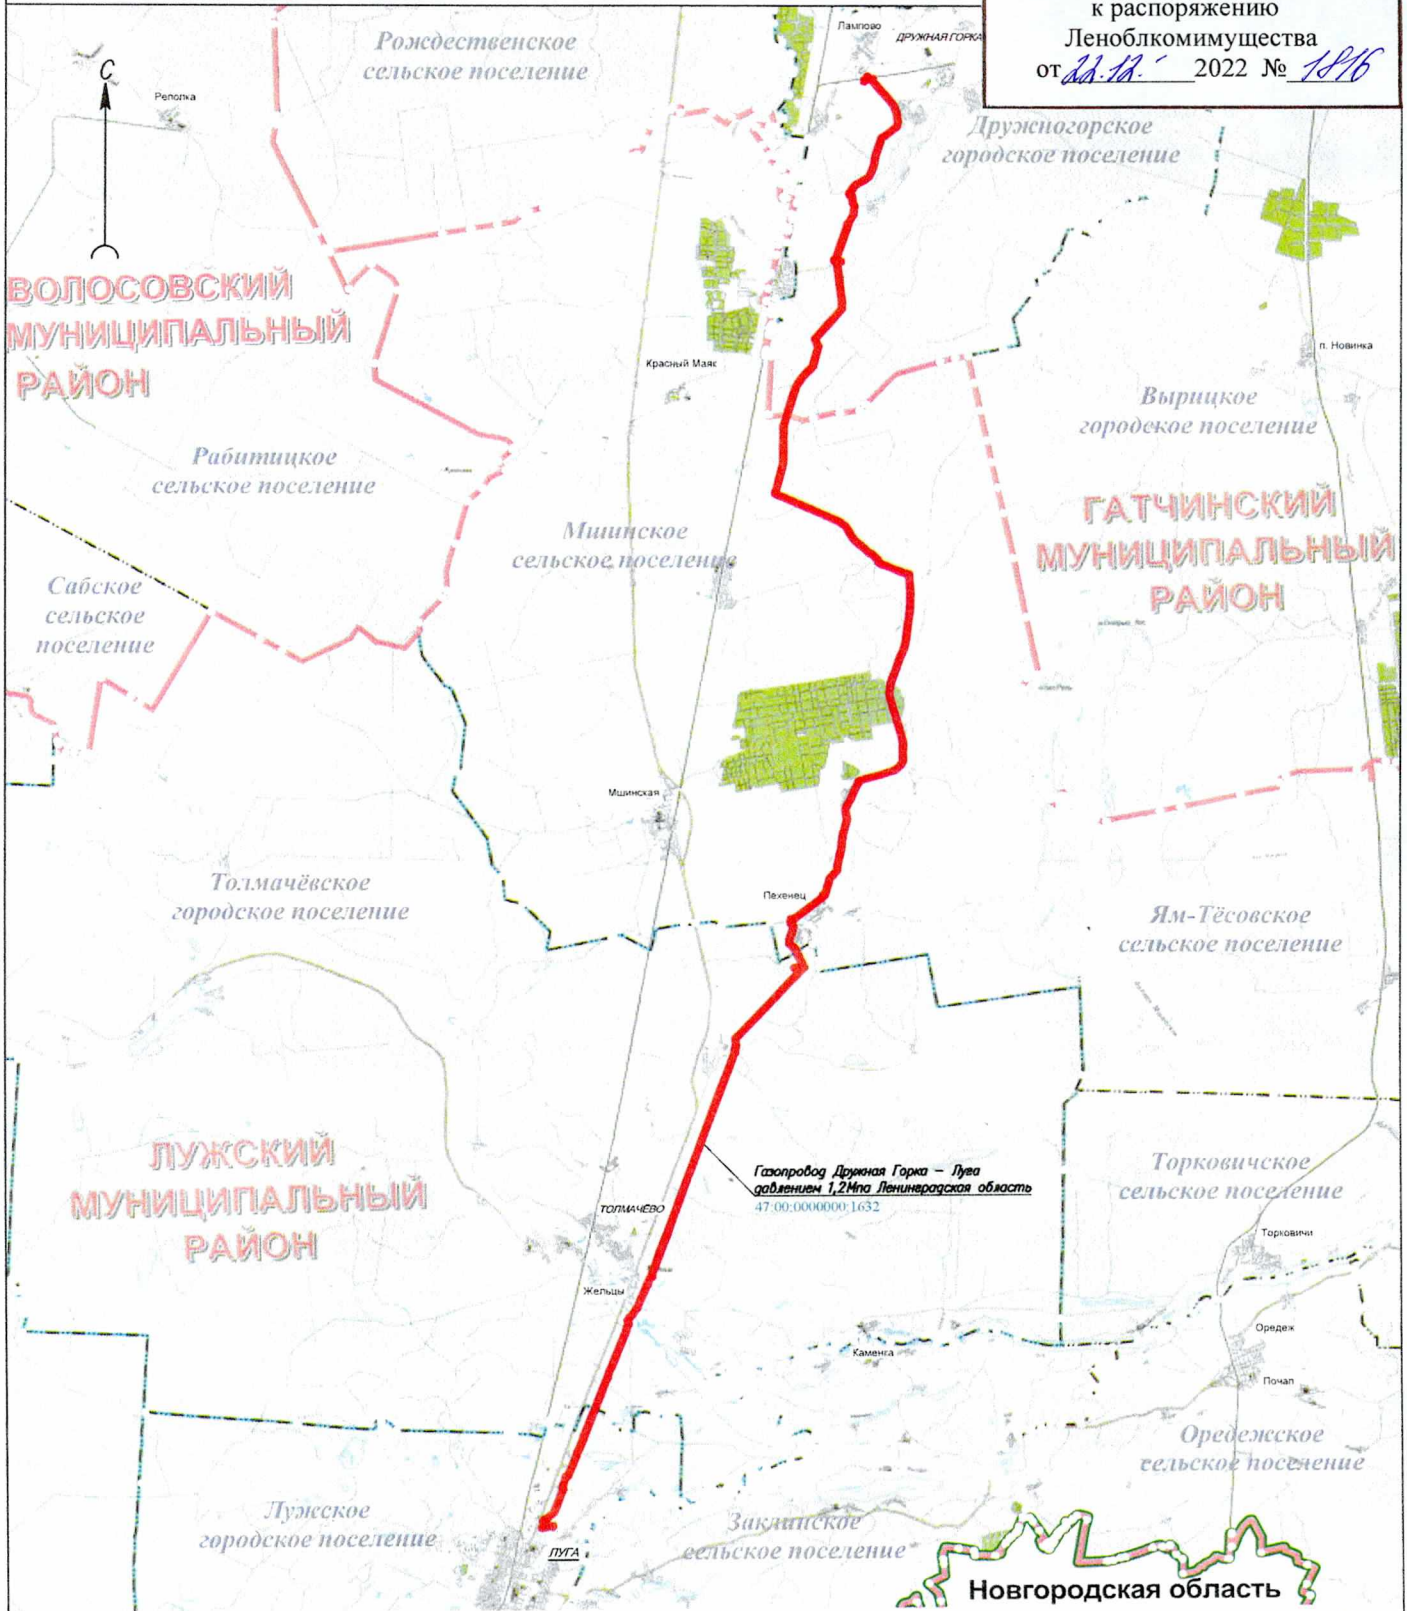 к распоряжению
Леноблкомимущества
от 22.12. 2022 № 1816
Лампово
ДРУЖНАЯ ГОРКА
Рождественское
сельское поселение
С
Реполка
Дружногорское
городское поселение
ВОЛОСОВСКИЙ
МУНИЦИПАЛЬНЫЙ
РАЙОН
п. Новинка
Красный Маяк
Вырицкое
городское поселение
Рабитицкое
сельское поселение
ГАТЧИНСКИЙ
МУНИЦИПАЛЬНЫЙ
РАЙОН
Мшинское
сельское поселение
Сабское
сельское
поселение
Мшинская
Толмачёвское
городское поселение
Пехенец
Ям-Тёсовское
сельское поселение
ЛУЖСКИЙ
МУНИЦИПАЛЬНЫЙ
РАЙОН
Газопровод Дружная Горка – Луга
давлением 1,2Мпа Ленинградская область
47:00:0000000:1632
Торковичское
сельское поселение
ТОЛМАЧЁВО
Торковичи
Жельцы
Оредеж
Каменка
Почап
Оредежское
сельское поселение
Лужское
городское поселение
Заклинское
сельское поселение
ЛУГА
Новгородская область